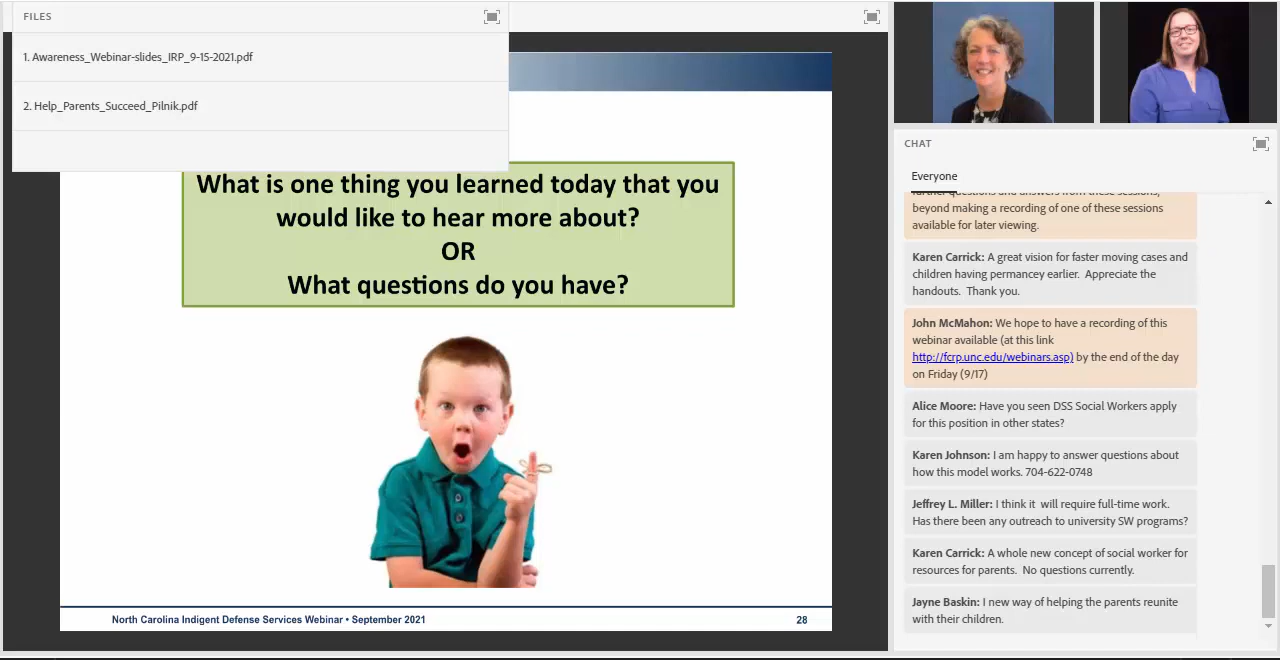 FILES
1. Awareness_Webinar-slides_IRP_9-15-2021.pdf
2. Help_Parents_Succeed_Pilnik.pdf
What is one thing you learned today that you
would like to hear more about?
OR
What questions do you have?
North Carolina Indigent Defense Services Webinar • September 2021
28
CHAT
Everyone
further questions and answers from these sessions,
beyond making a recording of one of these sessions
available for later viewing.
Karen Carrick: A great vision for faster moving cases and
children having permancey earlier. Appreciate the
handouts. Thank you.
John McMahon: We hope to have a recording of this
webinar available (at this link
http://fcrp.unc.edu/webinars.asp) by the end of the day
on Friday (9/17)
Alice Moore: Have you seen DSS Social Workers apply
for this position in other states?
Karen Johnson: I am happy to answer questions about
how this model works. 704-622-0748
Jeffrey L. Miller: I think it will require full-time work.
Has there been any outreach to university SW programs?
Karen Carrick: A whole new concept of social worker for
resources for parents. No questions currently.
Jayne Baskin: I new way of helping the parents reunite
with their children.